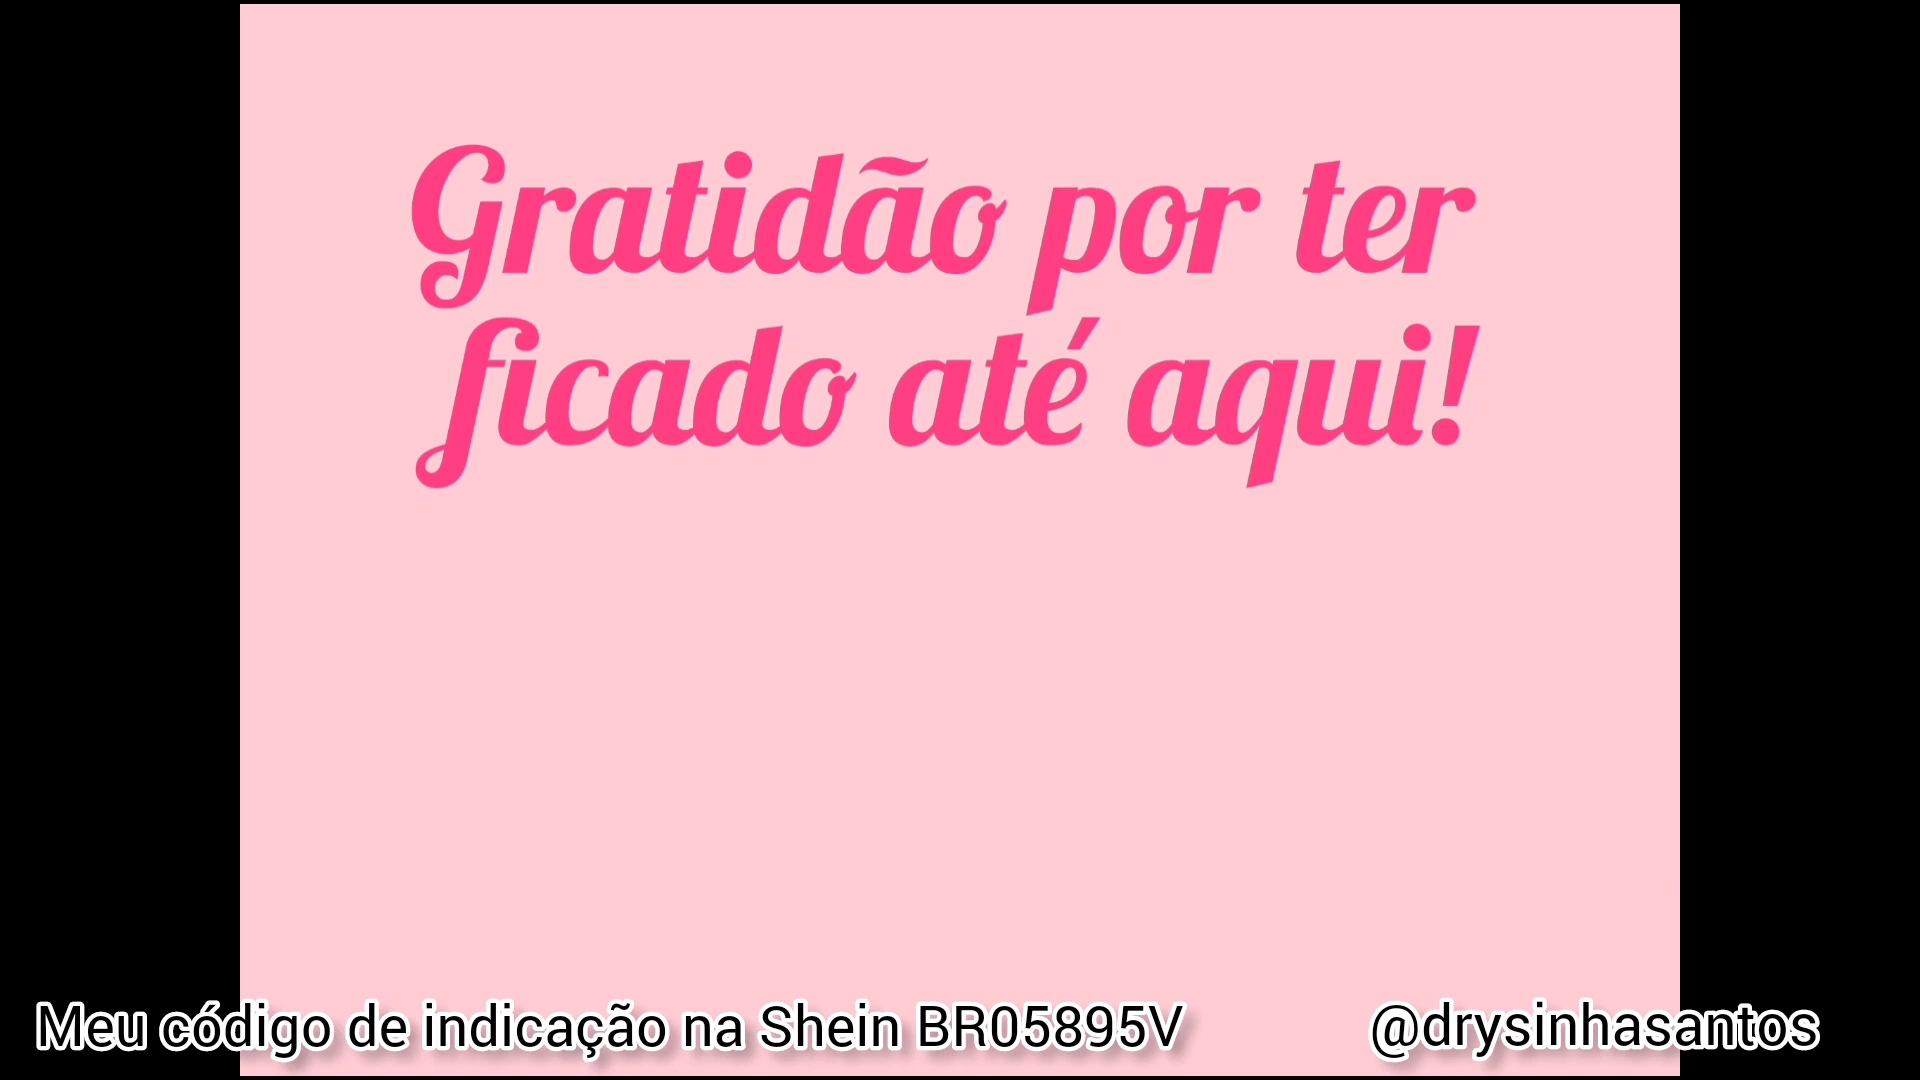 Gratidão por ter
ficado até aqui!
Meu código de indicação na Shein BR05895V
@drysinhasantos